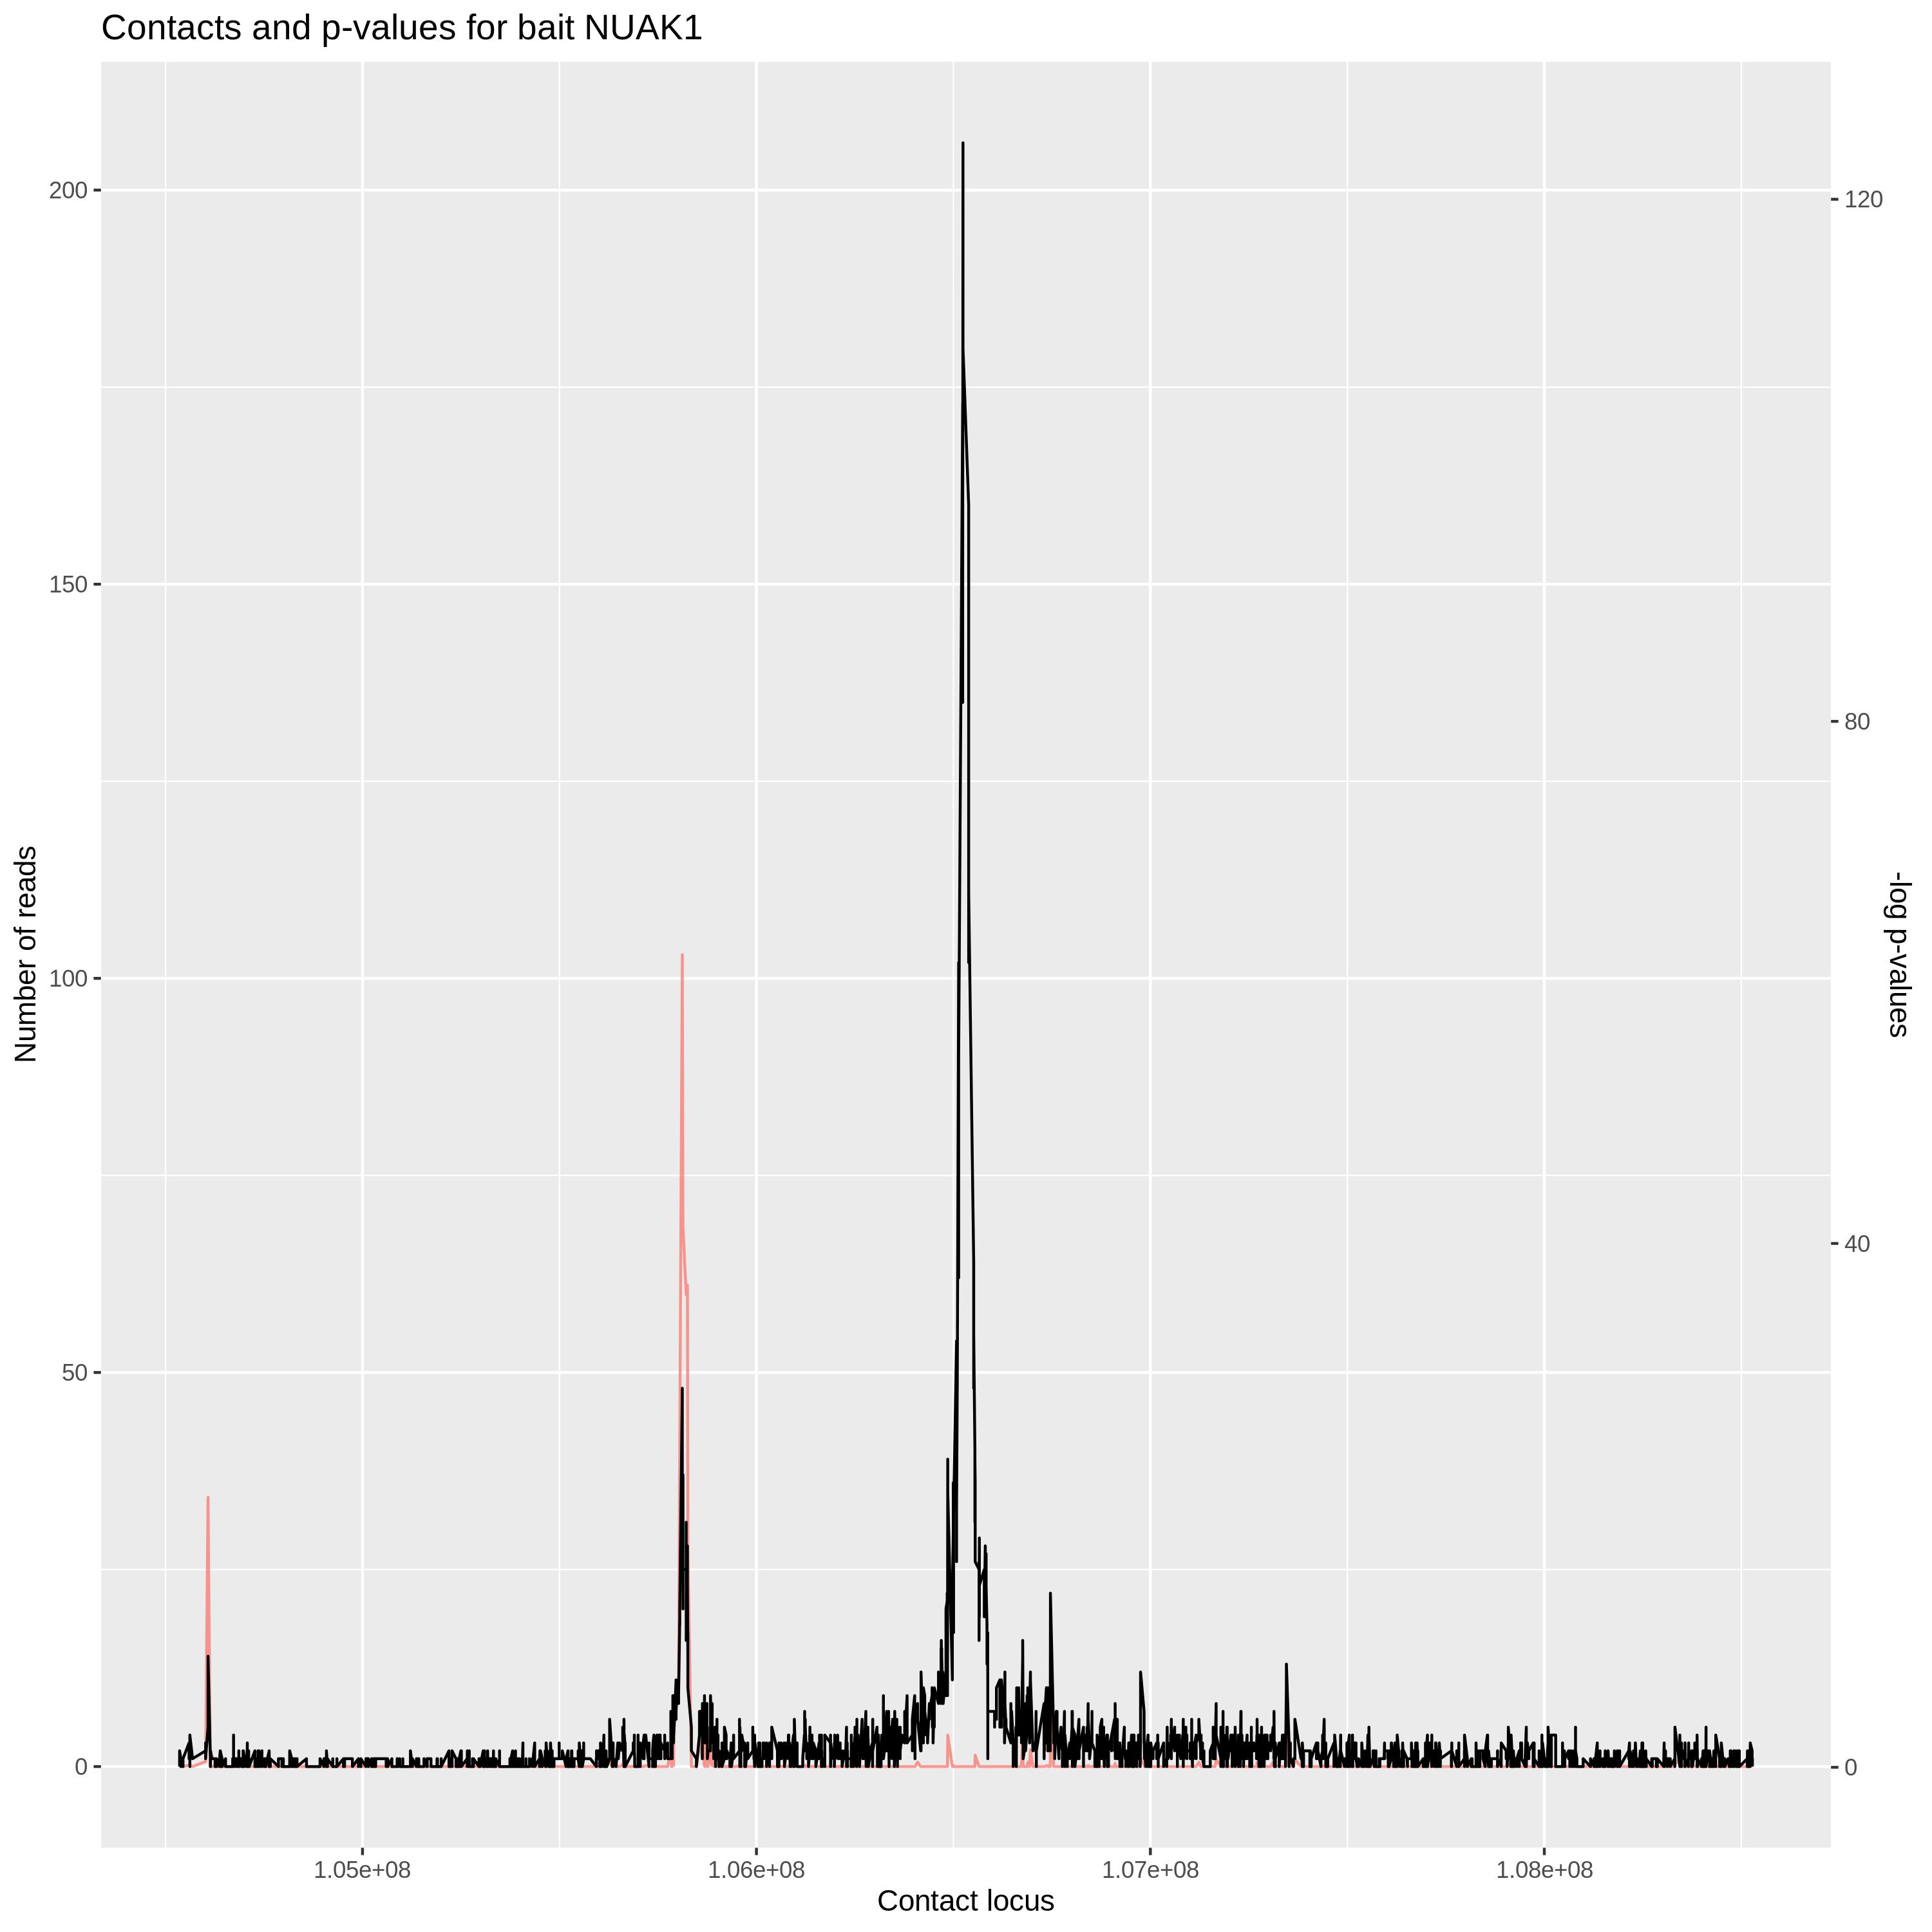 Contacts and p-values for bait NUAK1
200
150
100
50
0
120
80
40
0
Number of reads
-log p-values
1.05e+08
1.06e+08
1.07e+08
1.08e+08
Contact locus